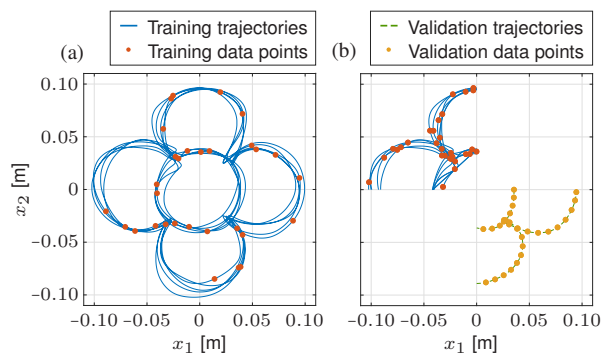 Training trajectories
Training data points
Validation trajectories
Validation data points
(a)
(b)
0.10
0.05
0
-0.05
-0.10
x2 [m]
-0.10 -0.05 0 0.05 0.10
x1 [m]
-0.10 -0.05 0 0.05 0.10
x1 [m]